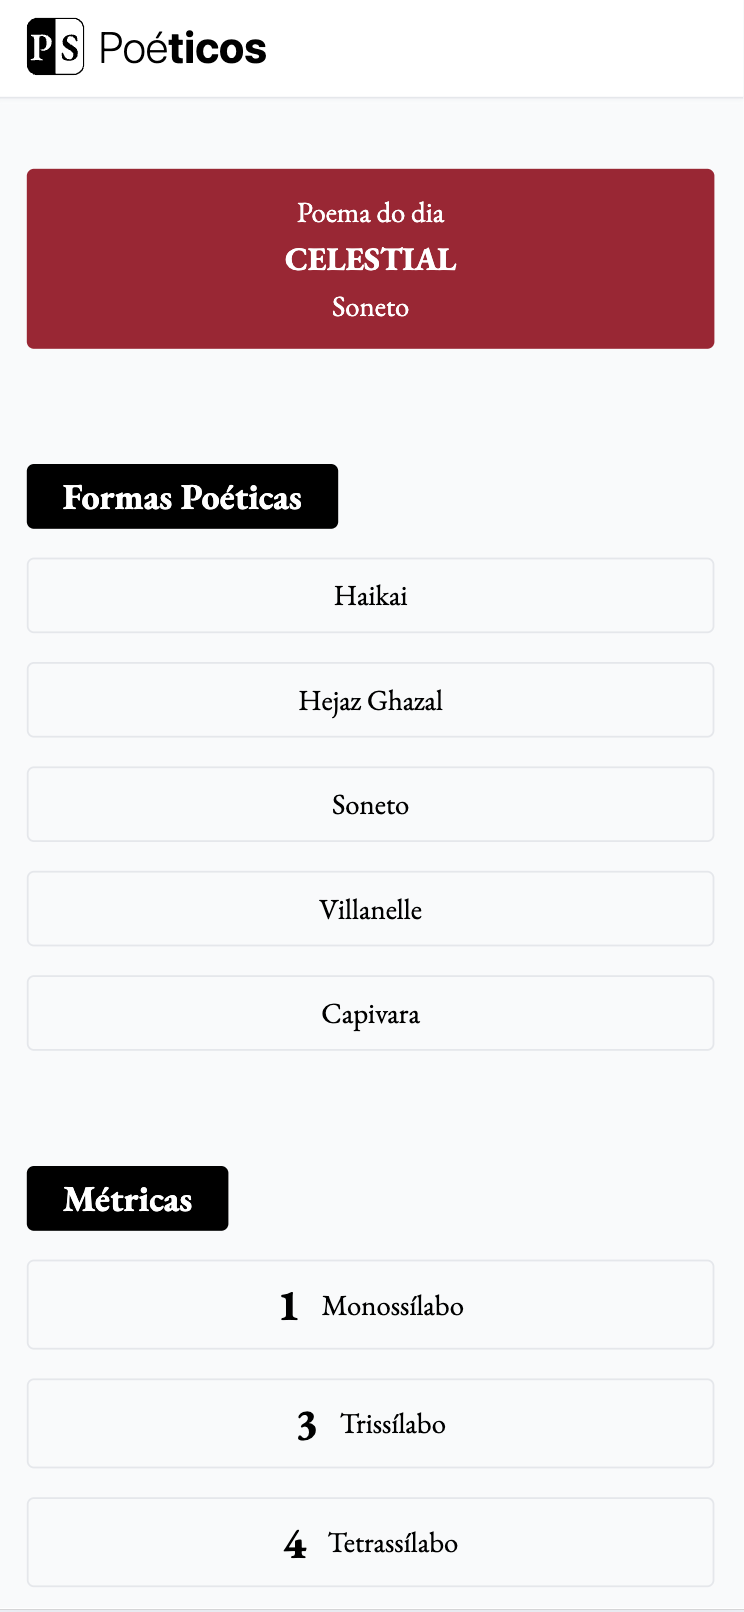 PS Poéticos
Poema do dia
CELESTIAL
Soneto
Formas Poéticas
Haikai
Hejaz Ghazal
Soneto
Villanelle
Capivara
Métricas
1 Monossílabo
3 Trissílabo
4 Tetrassílabo